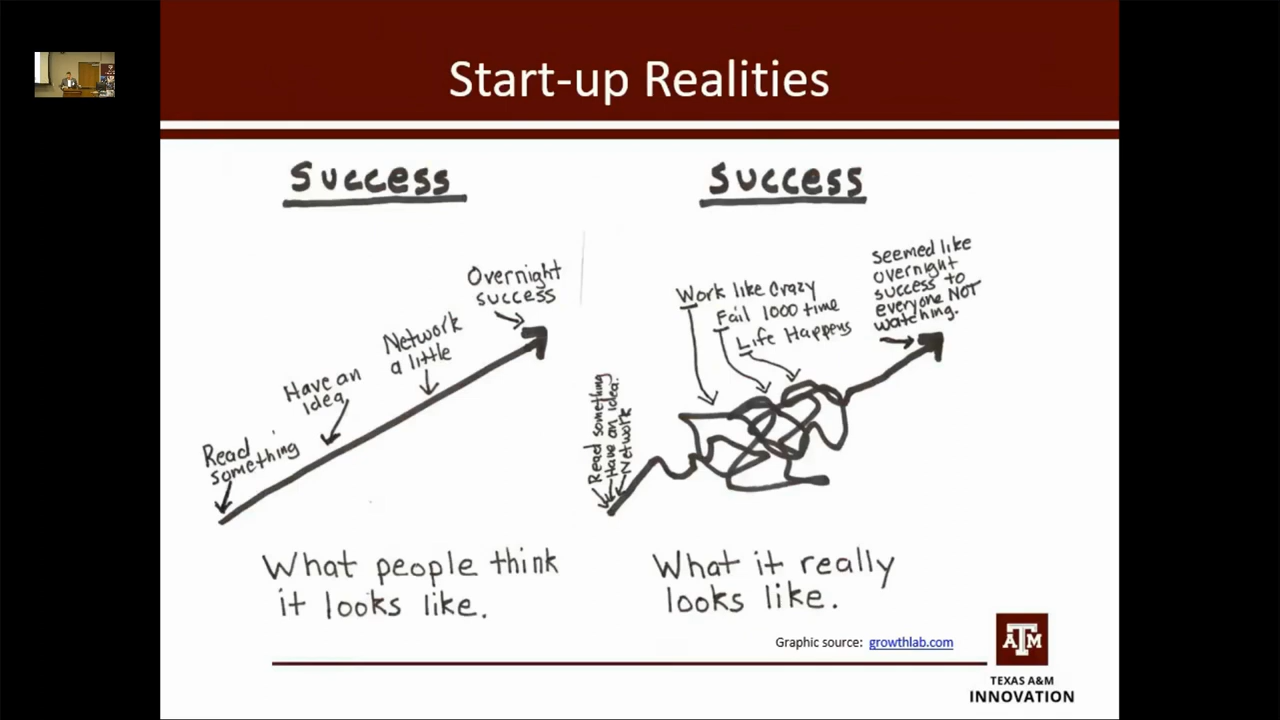 Start-up Realities
Success
Read
something
Have an
idea
Network
a little
Overnight
success
What people think
it looks like.
Success
Read something
Have an idea.
Network
Work like Crazy
Fail 1000 time
Life Happens
seemed like
overnight
success to
everyone NOT
watching.
What it really
looks like.
Graphic source: growthlab.com
ATM
TEXAS A&M
INNOVATION